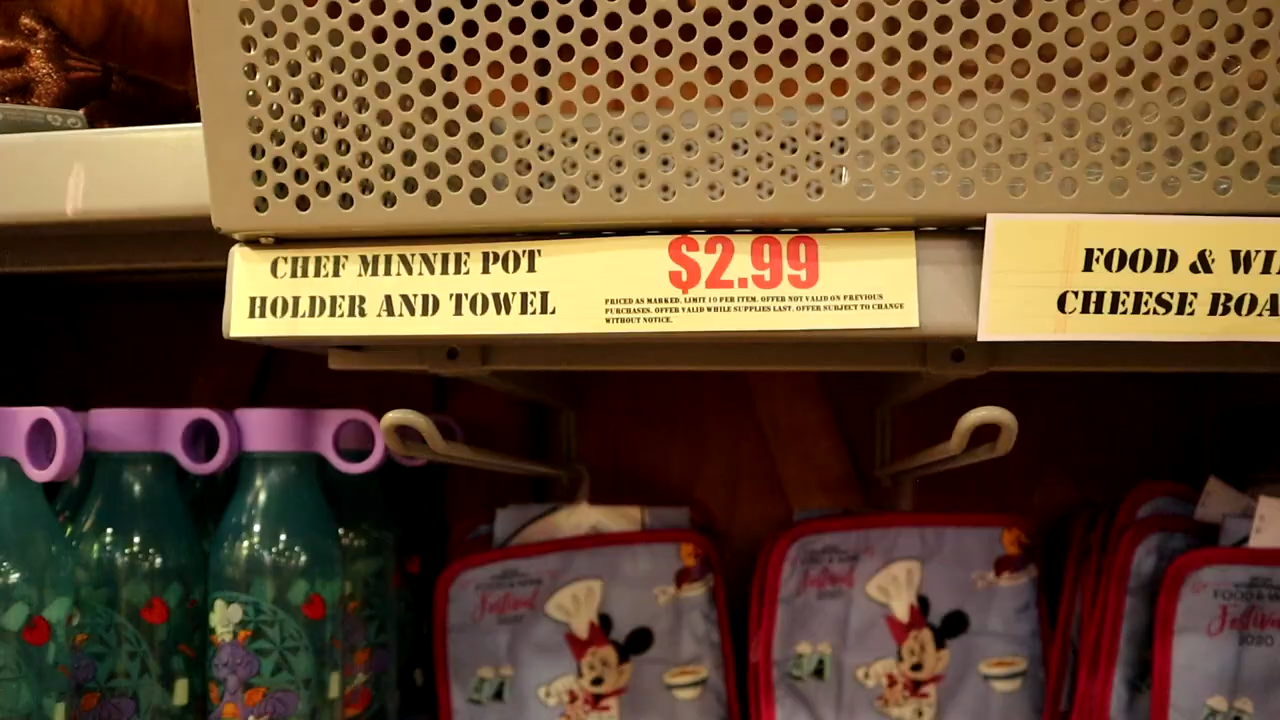 CHEF MINNIE POT
HOLDER AND TOWEL
$2.99
PRICED AS MARKED. LIMIT 10 PER ITEM. OFFER NOT VALID ON PREVIOUS
PURCHASES. OFFER VALID WHILE SUPPLIES LAST. OFFER SUBJECT TO CHANGE
WITHOUT NOTICE.
FOOD & WI
CHEESE BOA
Festival
Festival
FOOD &
Festival
2020